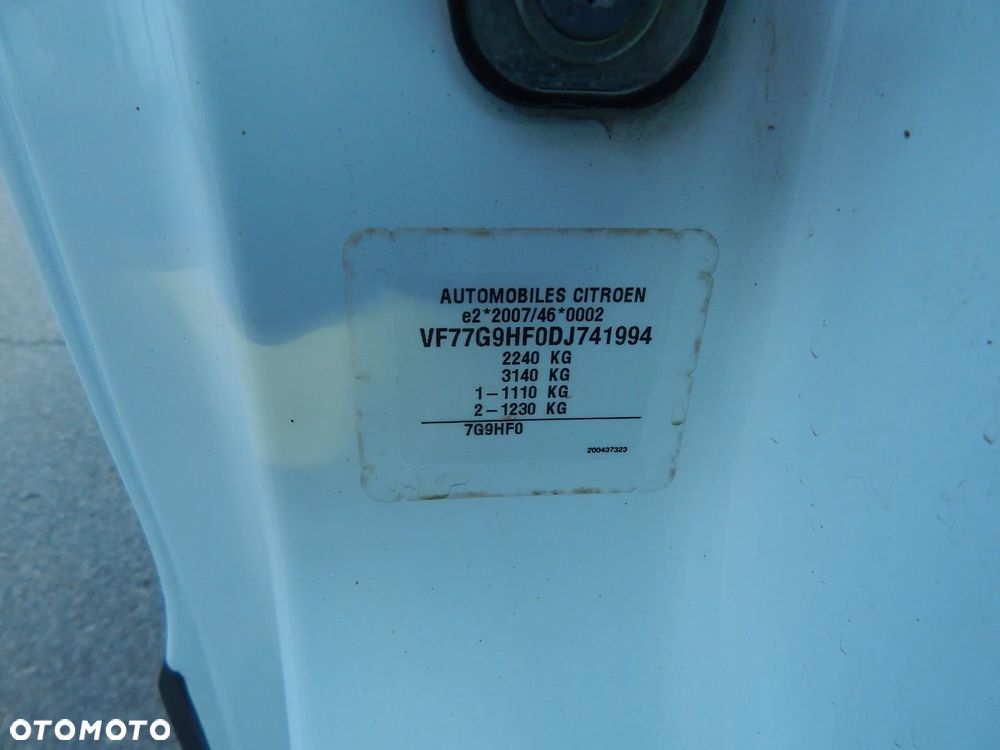 AUTOMOBILES CITROEN
e2*2007/46*0002
VF77G9HF0DJ741994
2240 KG
3140 KG
1-1110 KG
2-1230 KG
7G9HF0
200437323
OTOMOTO